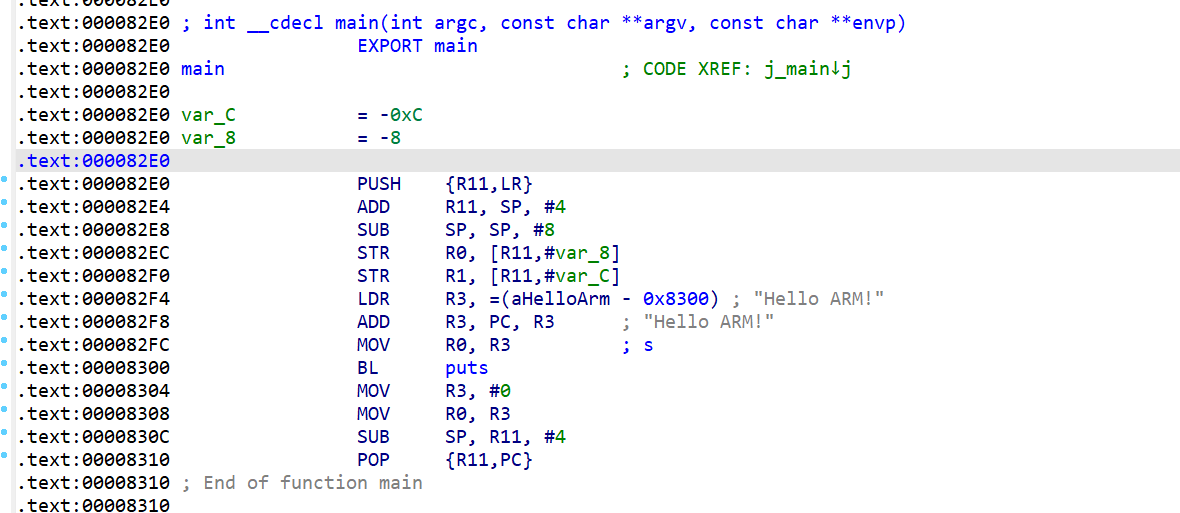 .text:000082E0
.text:000082E0 ; int __cdecl main(int argc, const char **argv, const char **envp)
.text:000082E0                 EXPORT main
.text:000082E0 main                                    ; CODE XREF: j_main↓j
.text:000082E0
.text:000082E0 var_C           = -0xC
.text:000082E0 var_8           = -8
.text:000082E0
.text:000082E0                 PUSH    {R11,LR}
.text:000082E4                 ADD     R11, SP, #4
.text:000082E8                 SUB     SP, SP, #8
.text:000082EC                 STR     R0, [R11,#var_8]
.text:000082F0                 STR     R1, [R11,#var_C]
.text:000082F4                 LDR     R3, =(aHelloArm - 0x8300) ; "Hello ARM!"
.text:000082F8                 ADD     R3, PC, R3      ; "Hello ARM!"
.text:000082FC                 MOV     R0, R3          ; s
.text:00008300                 BL      puts
.text:00008304                 MOV     R3, #0
.text:00008308                 MOV     R0, R3
.text:0000830C                 SUB     SP, R11, #4
.text:00008310                 POP     {R11,PC}
.text:00008310 ; End of function main
.text:00008310